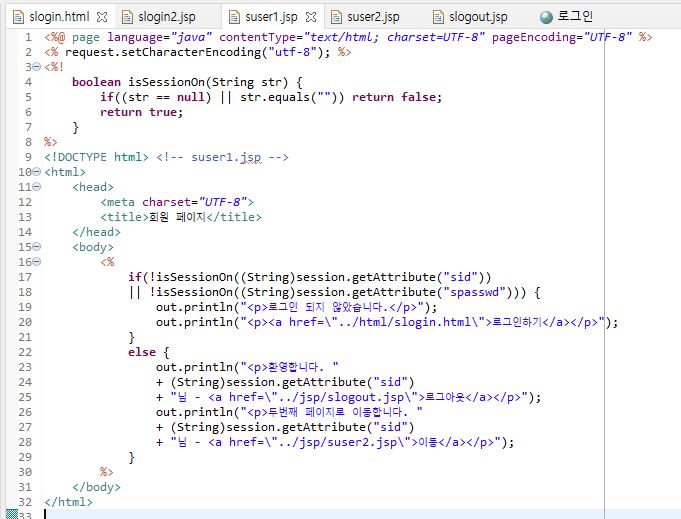 slogin.html slogin2.jsp suser1.jsp suser2.jsp slogout.jsp 로그인
1 <%@ page language="java" contentType="text/html; charset=UTF-8" pageEncoding="UTF-8" %>
2 <% request.setCharacterEncoding("utf-8"); %>
3 <%!
4 boolean isSessionOn(String str) {
5 if((str == null) || str.equals("")) return false;
6 return true;
7 }
8 %>
9 <!DOCTYPE html> <!-- suser1.jsp -->
10 <html>
11 <head>
12 <meta charset="UTF-8">
13 <title>회원 페이지</title>
14 </head>
15 <body>
16 <%
17 if(!isSessionOn((String)session.getAttribute("sid"))
18 || !isSessionOn((String)session.getAttribute("spasswd"))) {
19 out.println("<p>로그인 되지 않았습니다.</p>");
20 out.println("<p><a href=\"../html/slogin.html\">로그인하기</a></p>");
21 }
22 else {
23 out.println("<p>환영합니다. "
24 + (String)session.getAttribute("sid")
25 + "님 - <a href=\"../jsp/slogout.jsp\">로그아웃</a></p>");
26 out.println("<p>두번째 페이지로 이동합니다. "
27 + (String)session.getAttribute("sid")
28 + "님 - <a href=\"../jsp/suser2.jsp\">이동</a></p>");
29 }
30 %>
31 </body>
32 </html>
33